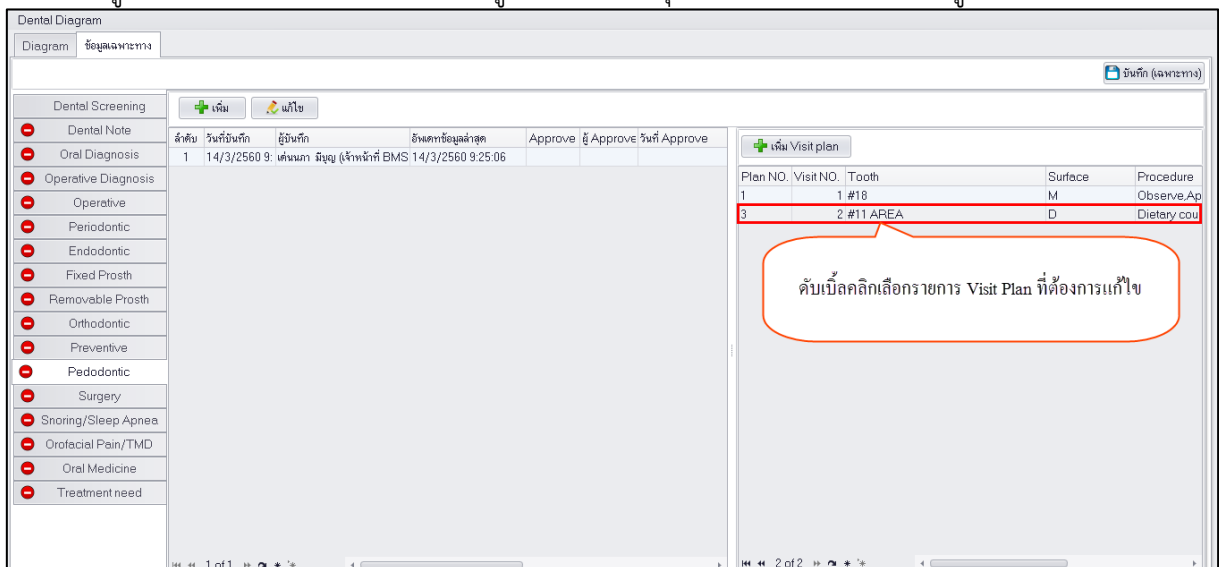 Dental Diagram
Diagram ข้อมูลเฉพาะทาง
บันทึก (เฉพาะทาง)
Dental Screening
Dental Note
Oral Diagnosis
Operative Diagnosis
Operative
Periodontic
Endodontic
Fixed Prosth
Removable Prosth
Orthodontic
Preventive
Pedodontic
Surgery
Snoring/Sleep Apnea
Orofacial Pain/TMD
Oral Medicine
Treatment need
เพิ่ม แก้ไข
ลำดับ วันที่บันทึก ผู้บันทึก อัพเดทข้อมูลล่าสุด Approve ผู้ Approve วันที่ Approve
1 14/3/2560 9: เด่นนภา มีบุญ (เจ้าหน้าที่ BMS 14/3/2560 9:25:06
1 of 1
เพิ่ม Visit plan
Plan NO. Visit NO. Tooth Surface Procedure
1 1 #18 M Observe,Ap
3 2 #11 AREA D Dietary cou
ดับเบิ้ลคลิกเลือกรายการ Visit Plan ที่ต้องการแก้ไข
2 of 2